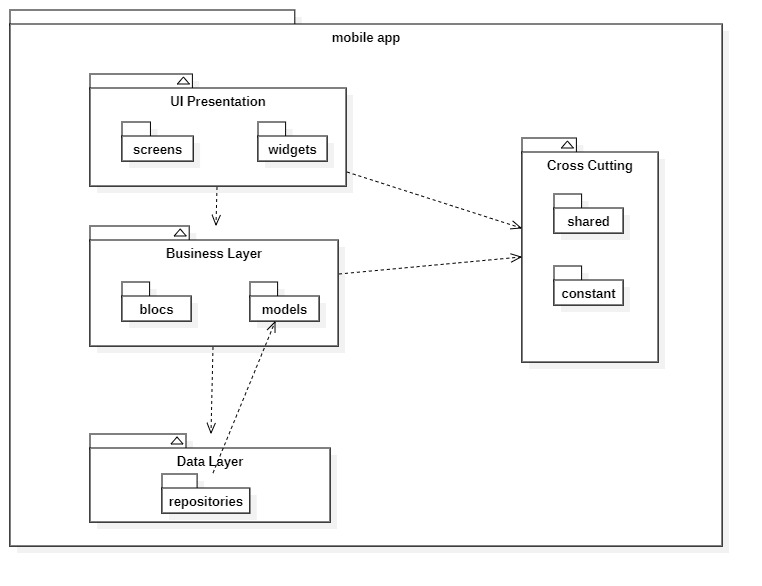 mobile app
UI Presentation
screens
widgets
Cross Cutting
shared
constant
Business Layer
blocs
models
Data Layer
repositories